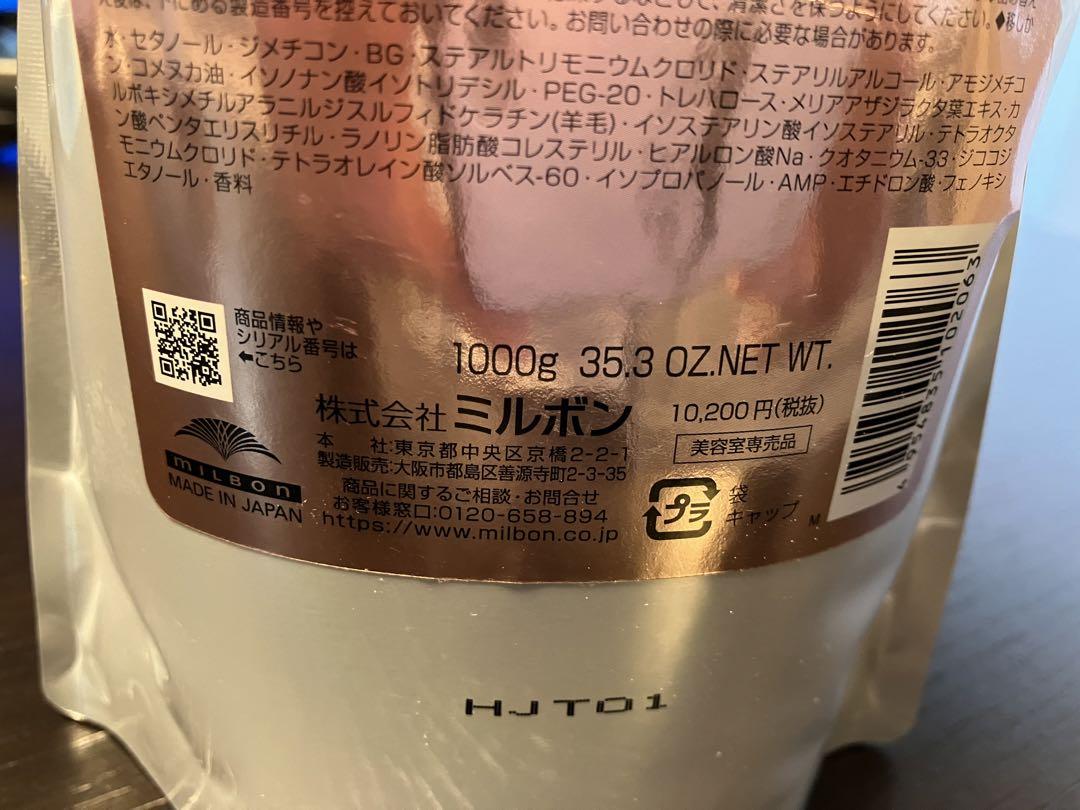 製造番号を控えておいてください。お問い合わせの際に必要な場合があります。
水・セタノール・ジメチコン・BG・ステアルトリモニウムクロリド・ステアリルアルコール・アモジメチコ
ン・コメヌカ油・イソノナン酸イソトリデシル・PEG-20・トレハロース・メリアアザジラクタ葉エキス・カ
ルボキシメチルアラニルジスルフィドケラチン(羊毛)・イソステアリン酸イソステアリル・テトラオクタ
ン酸ペンタエリスリチル・ラノリン脂肪酸コレステリル・ヒアルロン酸Na・クオタニウム-33・ジココジ
モニウムクロリド・テトラオレイン酸ソルベス-60・イソプロパノール・AMP・エチドロン酸・フェノキシ
エタノール・香料
商品情報や
シリアル番号は
←こちら
1000g 35.3 OZ.NET WT.
株式会社ミルボン
10,200円(税抜)
本 社:東京都中央区京橋2-2-1
製造販売:大阪市都島区善源寺町2-3-35
美容室専売品
milbon
MADE IN JAPAN
商品に関するご相談・お問合せ
お客様窓口:0120-658-894
https://www.milbon.co.jp
プラ
袋
キャップ
M
4 954835 102063
HJT01